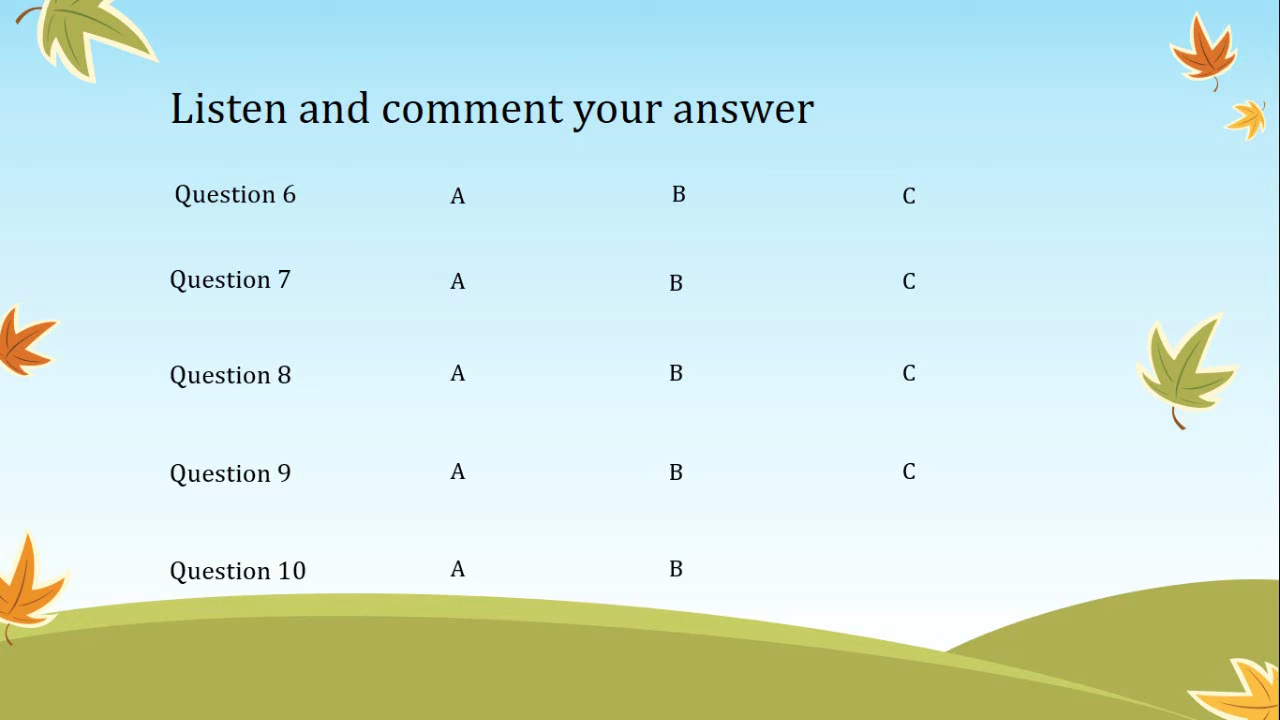 Listen and comment your answer
Question 6 A B C
Question 7 A B C
Question 8 A B C
Question 9 A B C
Question 10 A B